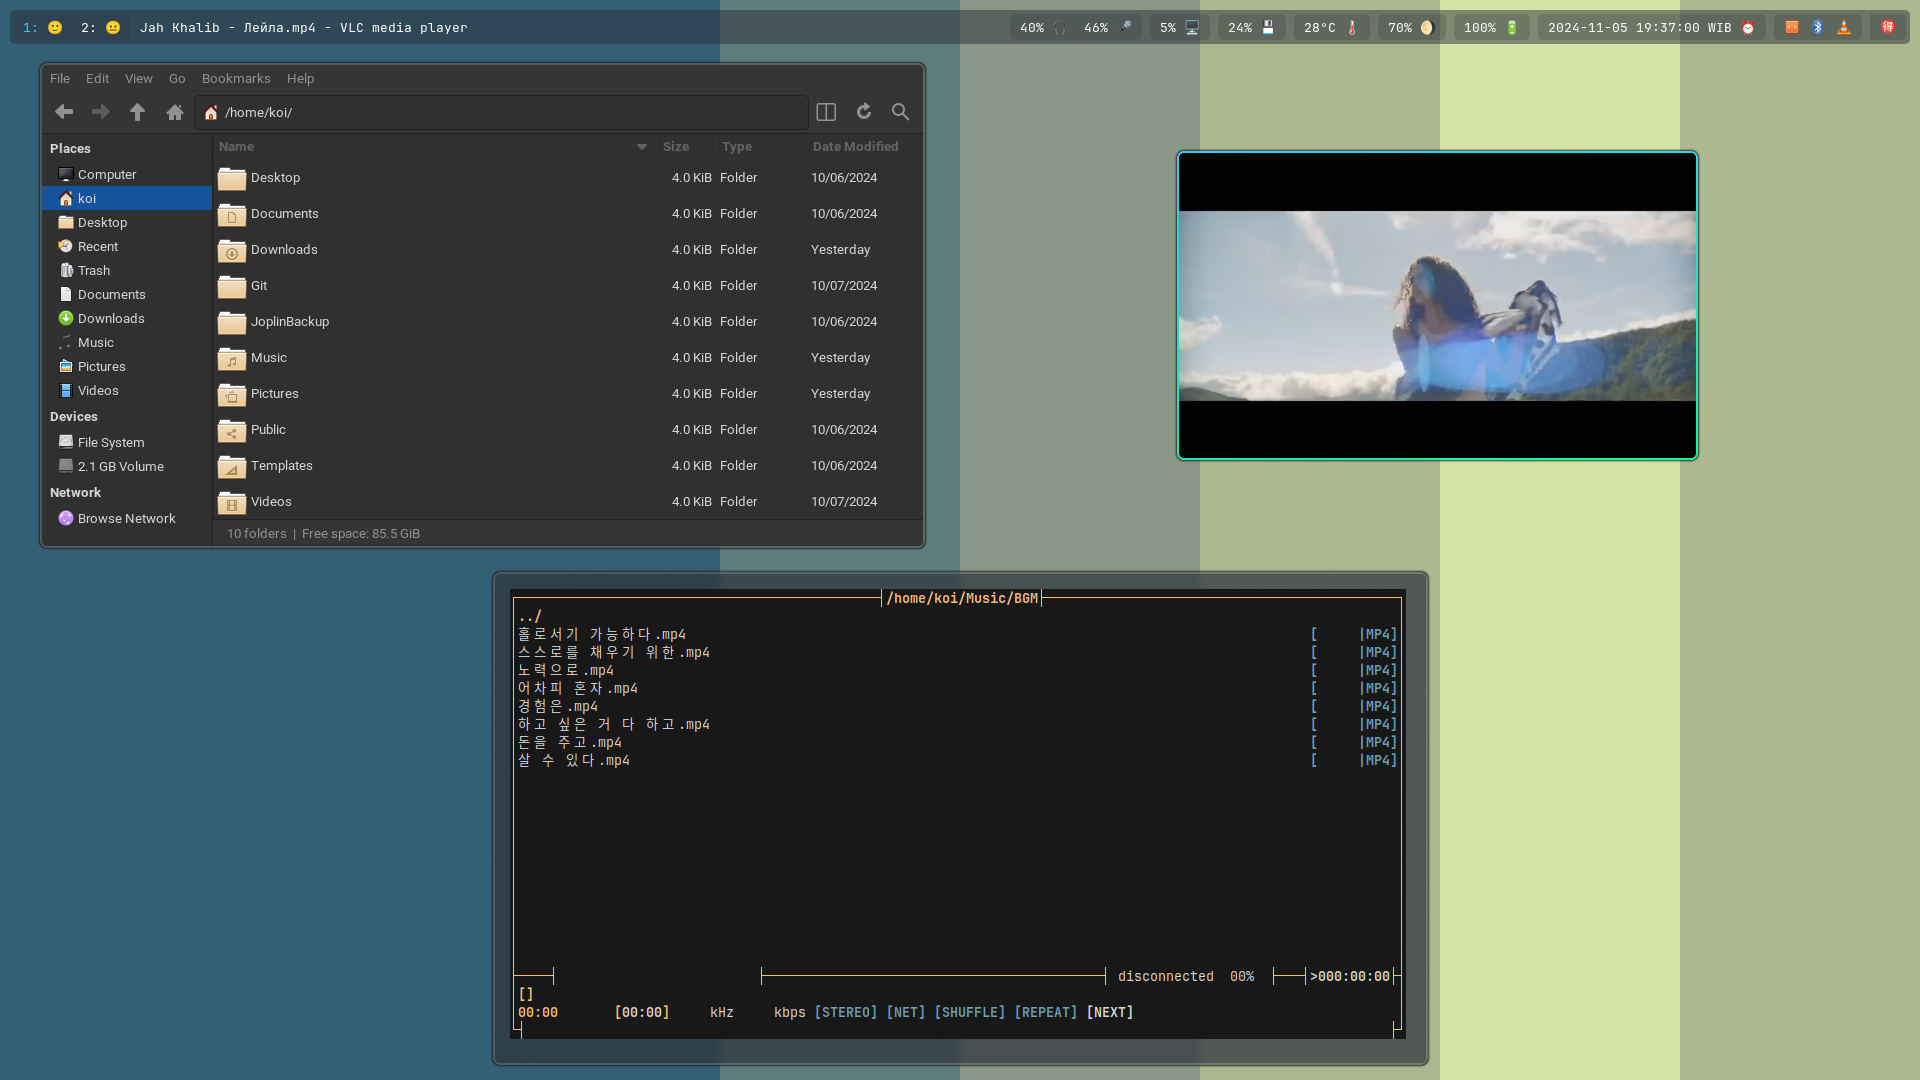 1: 🙂 2: 😐 Jah Khalib - Лейла.mp4 - VLC media player 40% 46% 5% 24% 28°C 70% 100% 2024-11-05 19:37:00 WIB
File Edit View Go Bookmarks Help
/home/koi/
Places
Computer
koi
Desktop
Recent
Trash
Documents
Downloads
Music
Pictures
Videos
Devices
File System
2.1 GB Volume
Network
Browse Network
Name Size Type Date Modified
Desktop 4.0 KiB Folder 10/06/2024
Documents 4.0 KiB Folder 10/06/2024
Downloads 4.0 KiB Folder Yesterday
Git 4.0 KiB Folder 10/07/2024
JoplinBackup 4.0 KiB Folder 10/06/2024
Music 4.0 KiB Folder Yesterday
Pictures 4.0 KiB Folder Yesterday
Public 4.0 KiB Folder 10/06/2024
Templates 4.0 KiB Folder 10/06/2024
Videos 4.0 KiB Folder 10/07/2024
10 folders | Free space: 85.5 GiB
/home/koi/Music/BGM
../
홀로서기 가능하다.mp4 [ |MP4]
스스로를 채우기 위한.mp4 [ |MP4]
노력으로.mp4 [ |MP4]
어차피 혼자.mp4 [ |MP4]
경험은.mp4 [ |MP4]
하고 싶은 거 다 하고.mp4 [ |MP4]
돈을 주고.mp4 [ |MP4]
살 수 있다.mp4 [ |MP4]
disconnected 00% >000:00:00
[]
00:00 [00:00] kHz kbps [STEREO] [NET] [SHUFFLE] [REPEAT] [NEXT]